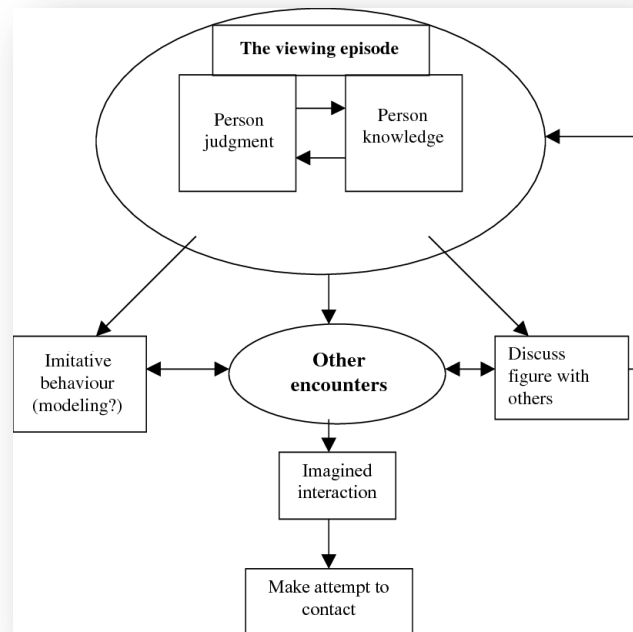 The viewing episode
Person
judgment
Person
knowledge
Imitative
behaviour
(modeling?)
Other
encounters
Discuss
figure with
others
Imagined
interaction
Make attempt to
contact